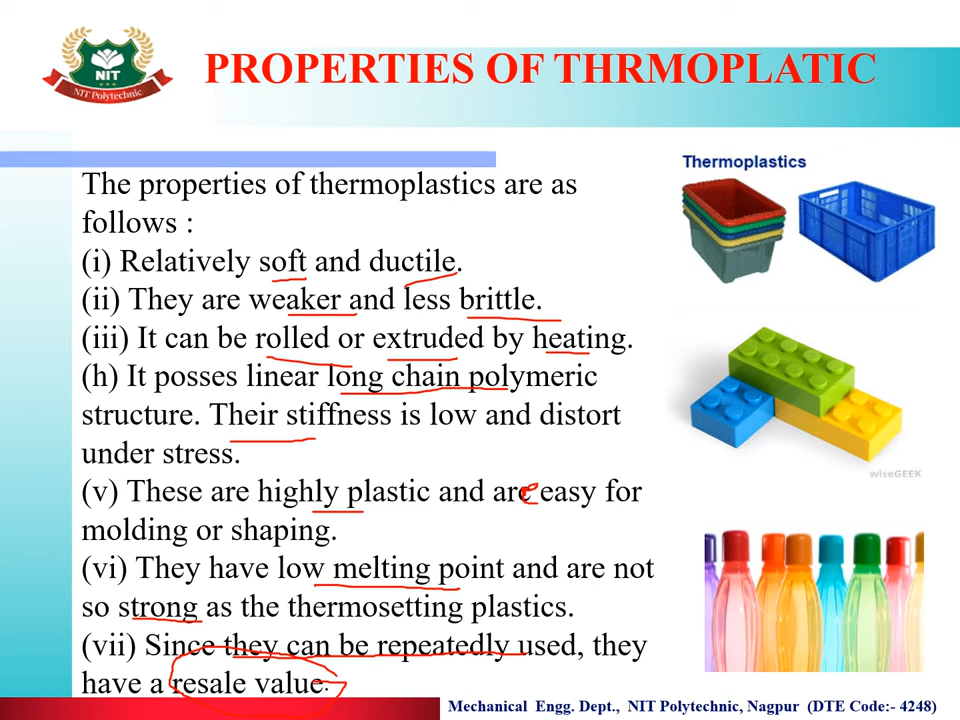 NIT
NIT Polytechnic
PROPERTIES OF THRMOPLATIC
Thermoplastics
The properties of thermoplastics are as
follows :
(i) Relatively soft and ductile.
(ii) They are weaker and less brittle.
(iii) It can be rolled or extruded by heating.
(h) It posses linear long chain polymeric
structure. Their stiffness is low and distort
under stress.
(v) These are highly plastic and are easy for
molding or shaping.
(vi) They have low melting point and are not
so strong as the thermosetting plastics.
(vii) Since they can be repeatedly used, they
have a resale value.
wiseGEEK
Mechanical Engg. Dept., NIT Polytechnic, Nagpur (DTE Code:- 4248)